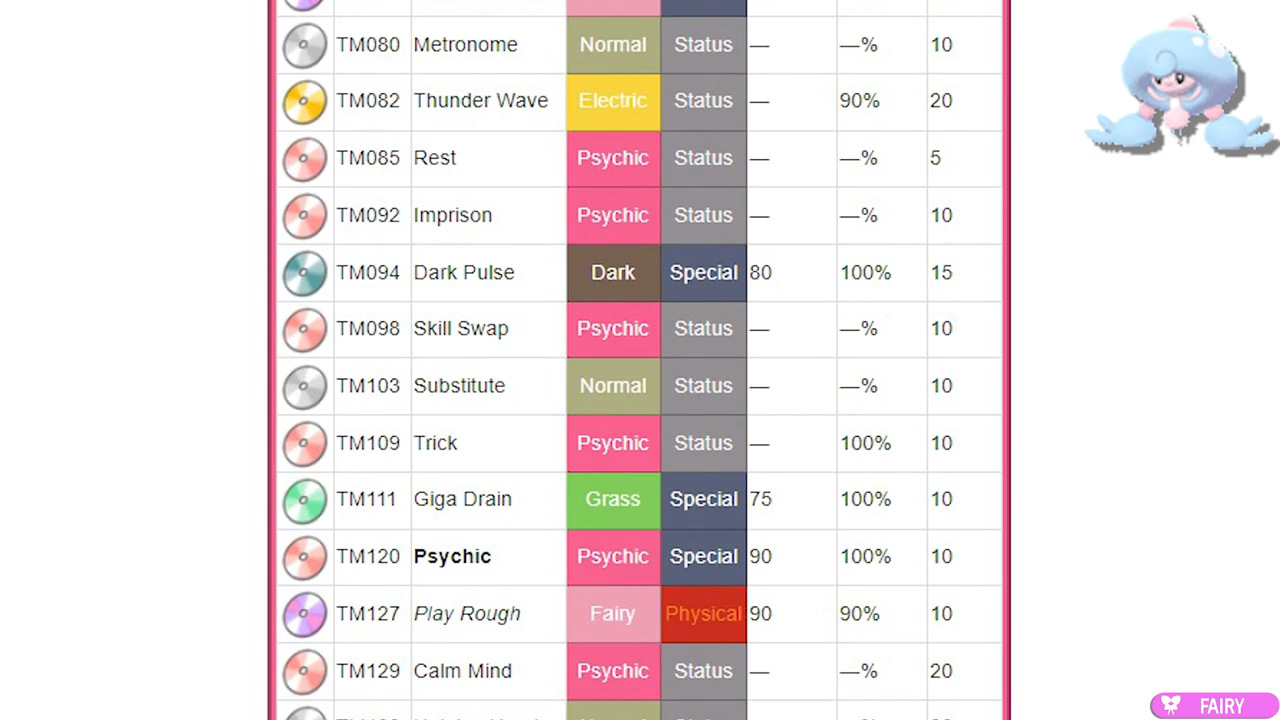 TM080 Metronome Normal Status — —% 10
TM082 Thunder Wave Electric Status — 90% 20
TM085 Rest Psychic Status — —% 5
TM092 Imprison Psychic Status — —% 10
TM094 Dark Pulse Dark Special 80 100% 15
TM098 Skill Swap Psychic Status — —% 10
TM103 Substitute Normal Status — —% 10
TM109 Trick Psychic Status — 100% 10
TM111 Giga Drain Grass Special 75 100% 10
TM120 Psychic Psychic Special 90 100% 10
TM127 Play Rough Fairy Physical 90 90% 10
TM129 Calm Mind Psychic Status — —% 20
FAIRY